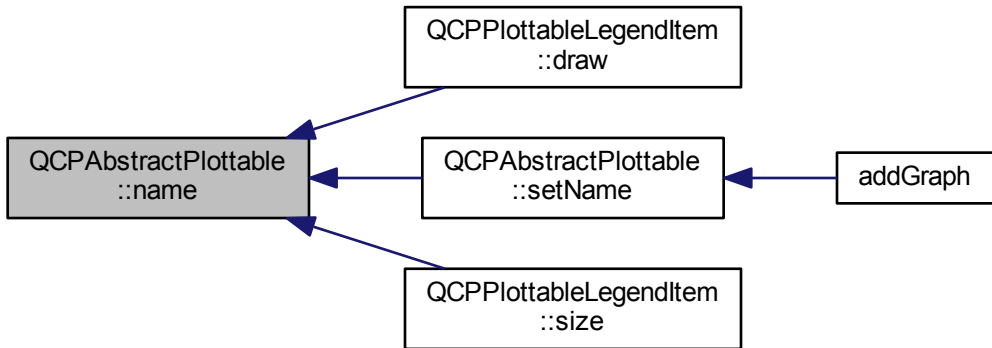 QCPPlottableLegendItem
::draw
QCPAbstractPlottable
::name
QCPAbstractPlottable
::setName
addGraph
QCPPlottableLegendItem
::size